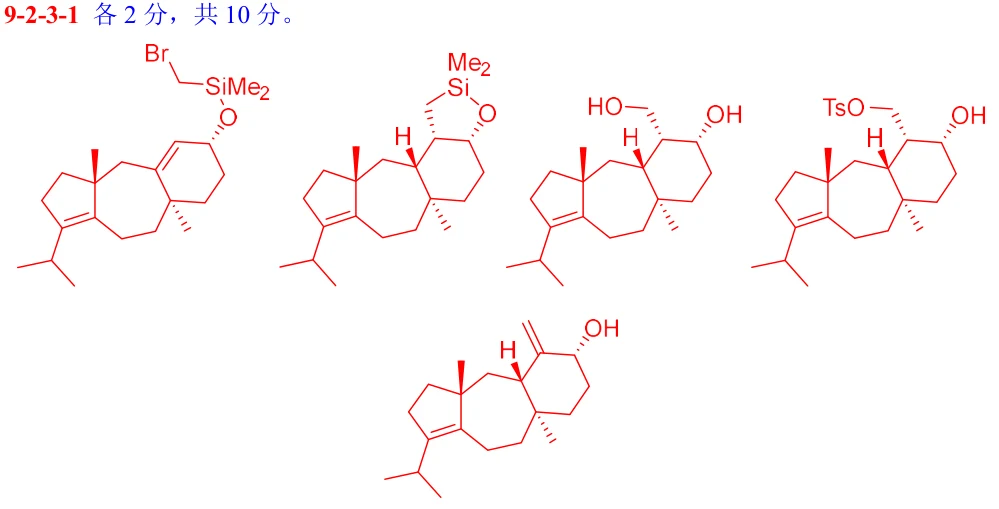 9-2-3-1 各 2 分，共 10 分。
Br
SiMe2
O
H
Me2
Si
O
HO
OH
H
TsO
OH
H
OH
H